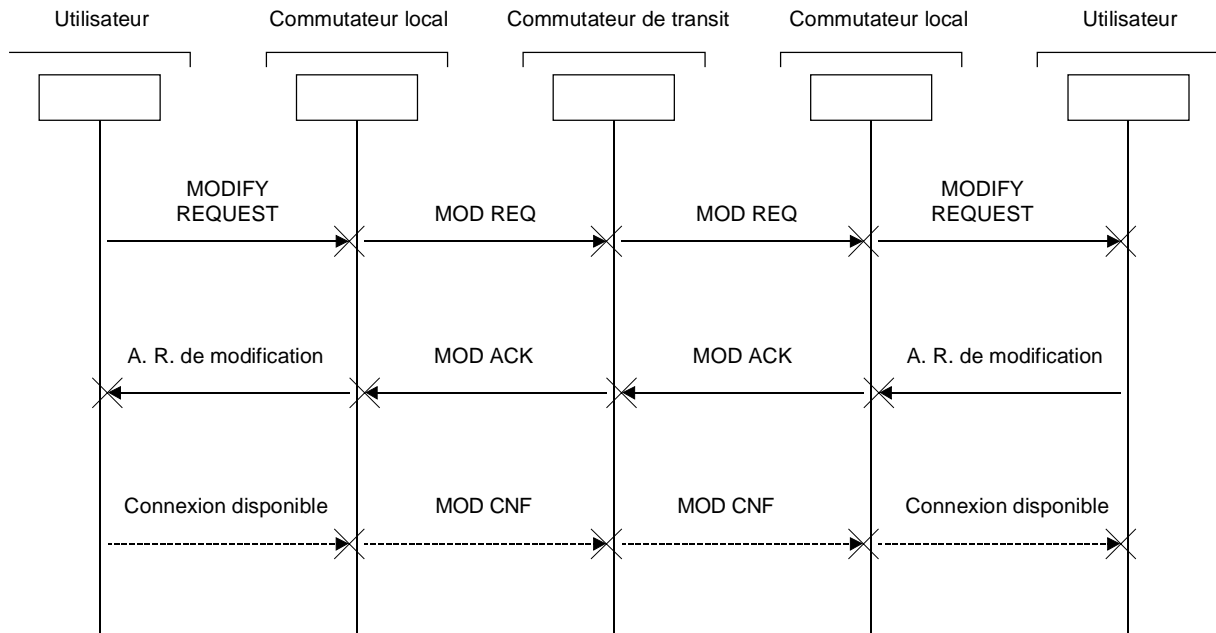 Utilisateur
Commutateur local
Commutateur de transit
Commutateur local
Utilisateur
MODIFY
REQUEST
MOD REQ
MOD REQ
MODIFY
REQUEST
A. R. de modification
MOD ACK
MOD ACK
A. R. de modification
Connexion disponible
MOD CNF
MOD CNF
Connexion disponible